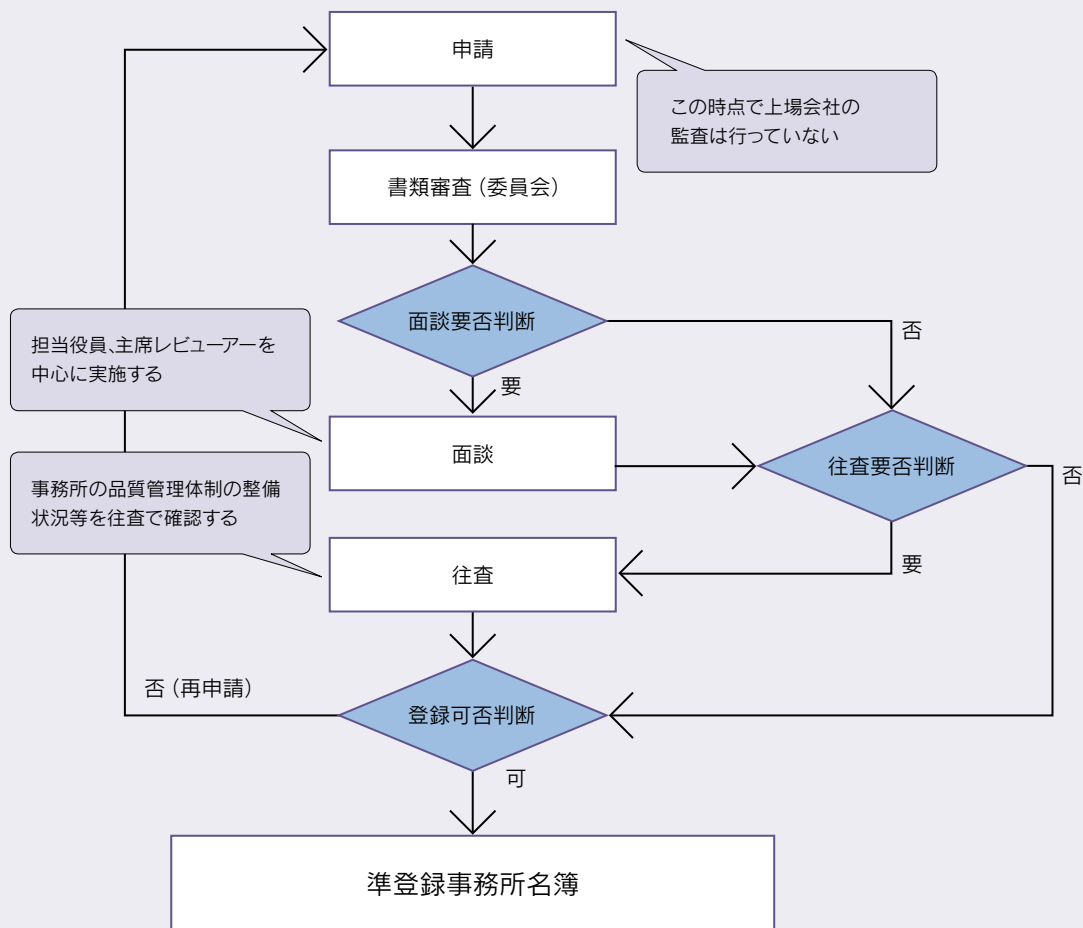 申請
この時点で上場会社の
監査は行っていない
書類審査（委員会）
面談要否判断
否
要
担当役員、主席レビューアーを
中心に実施する
面談
往査要否判断
否
事務所の品質管理体制の整備
状況等を往査で確認する
要
往査
否（再申請）
登録可否判断
可
準登録事務所名簿